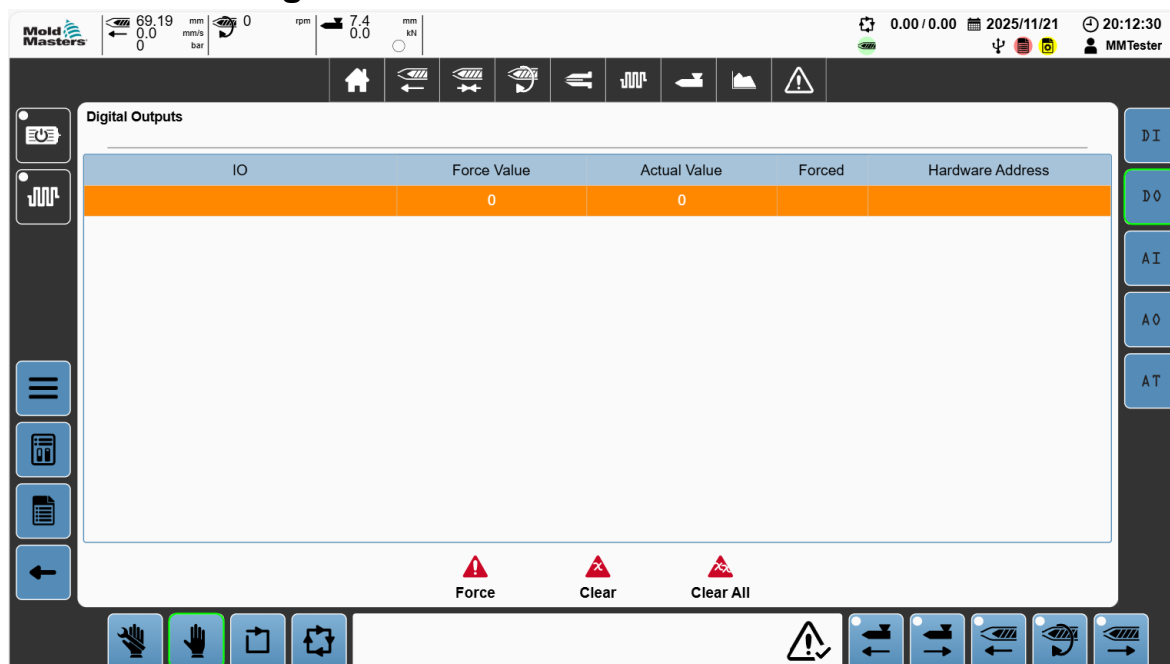 Mold
Masters
69.19 mm
0.0 mm/s
0 bar
0 rpm
7.4 mm
0.0 kN
0.00 / 0.00
2025/11/21
20:12:30
MMTester
Digital Outputs
IO Force Value Actual Value Forced Hardware Address
0 0
DI
DO
AI
AO
AT
Force Clear Clear All